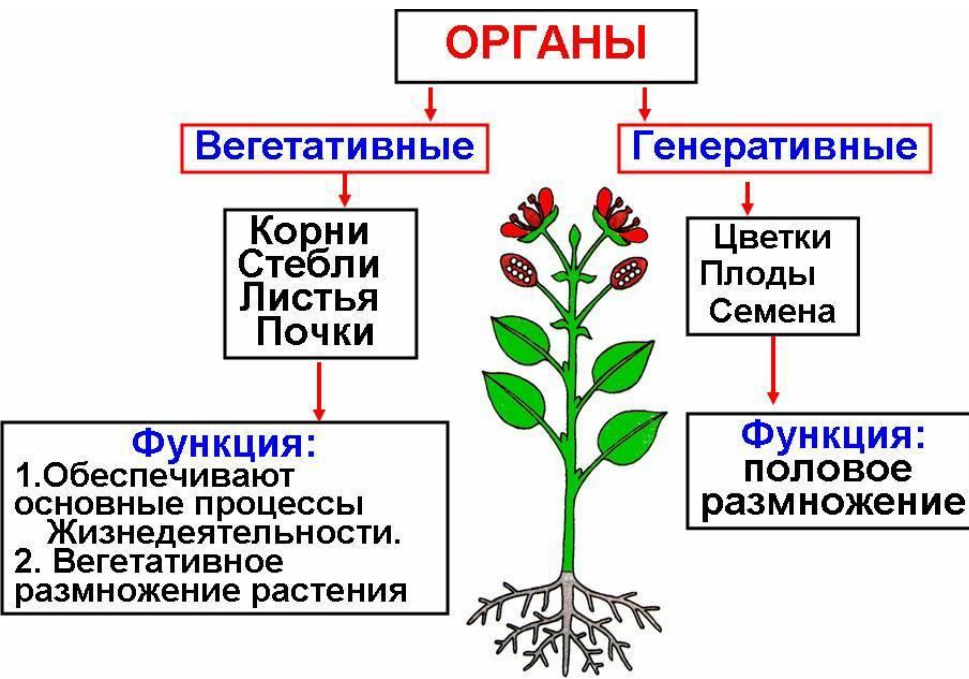 ОРГАНЫ
Вегетативные
Генеративные
Корни
Стебли
Листья
Почки
Цветки
Плоды
Семена
Функция:
1.Обеспечивают
основные процессы
Жизнедеятельности.
2. Вегетативное
размножение растения
Функция:
половое
размножение